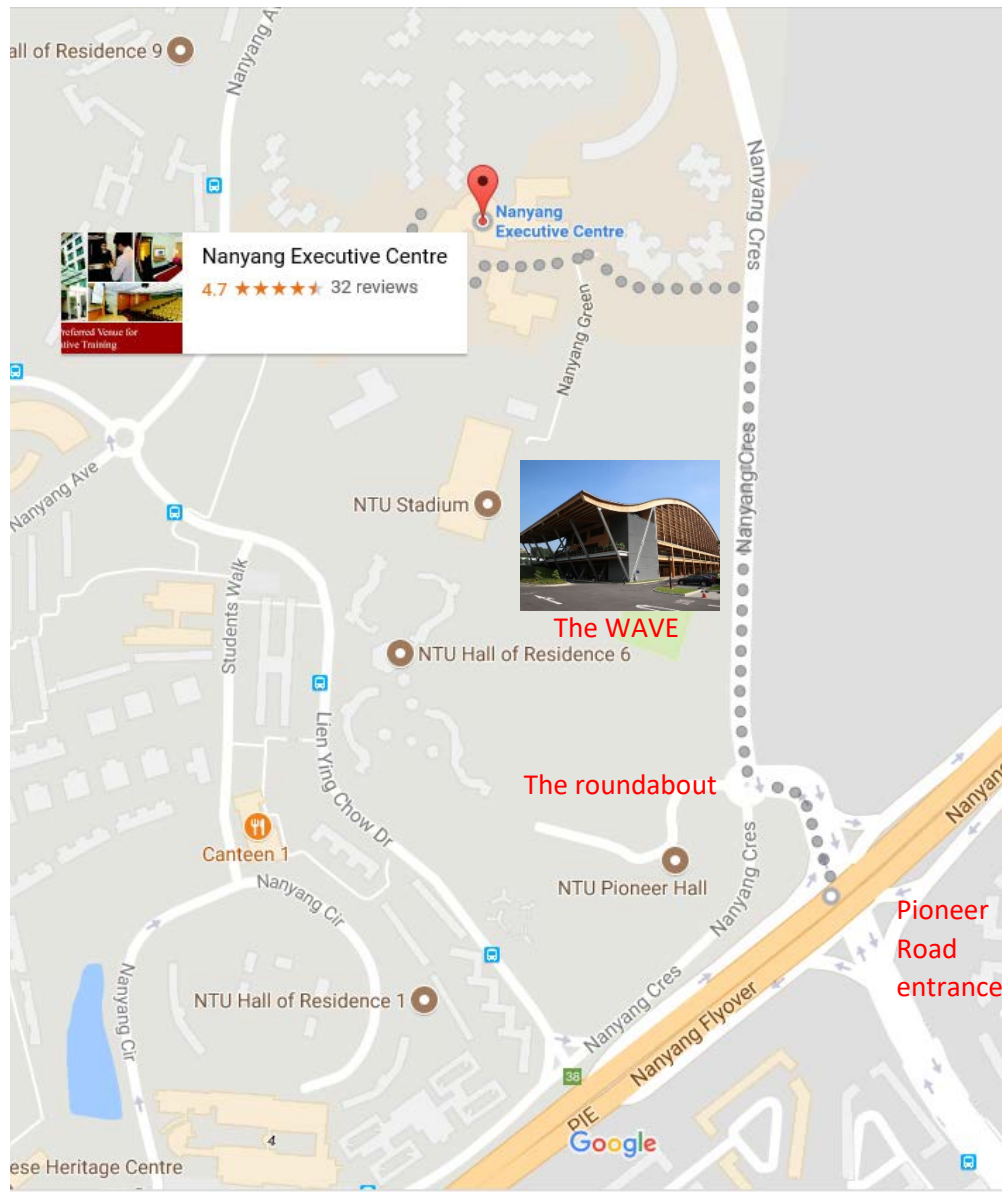 Nanyang A
all of Residence 9
Nanyang Cres
Nanyang
Executive Centre
Nanyang Executive Centre
4.7
32 reviews
Preferred Venue for
utive Training
Nanyang Green
Nanyang Cres
Nanyang Ave
NTU Stadium
Students Walk
The WAVE
NTU Hall of Residence 6
Lien Ying Chow Dr
The roundabout
Nanyang
Canteen 1
NTU Pioneer Hall
Nanyang Cres
Nanyang Cir
Pioneer
Road
entrance
Nanyang Cir
NTU Hall of Residence 1
Nanyang Cres
Nanyang Flyover
38
PIE
Google
4
ese Heritage Centre